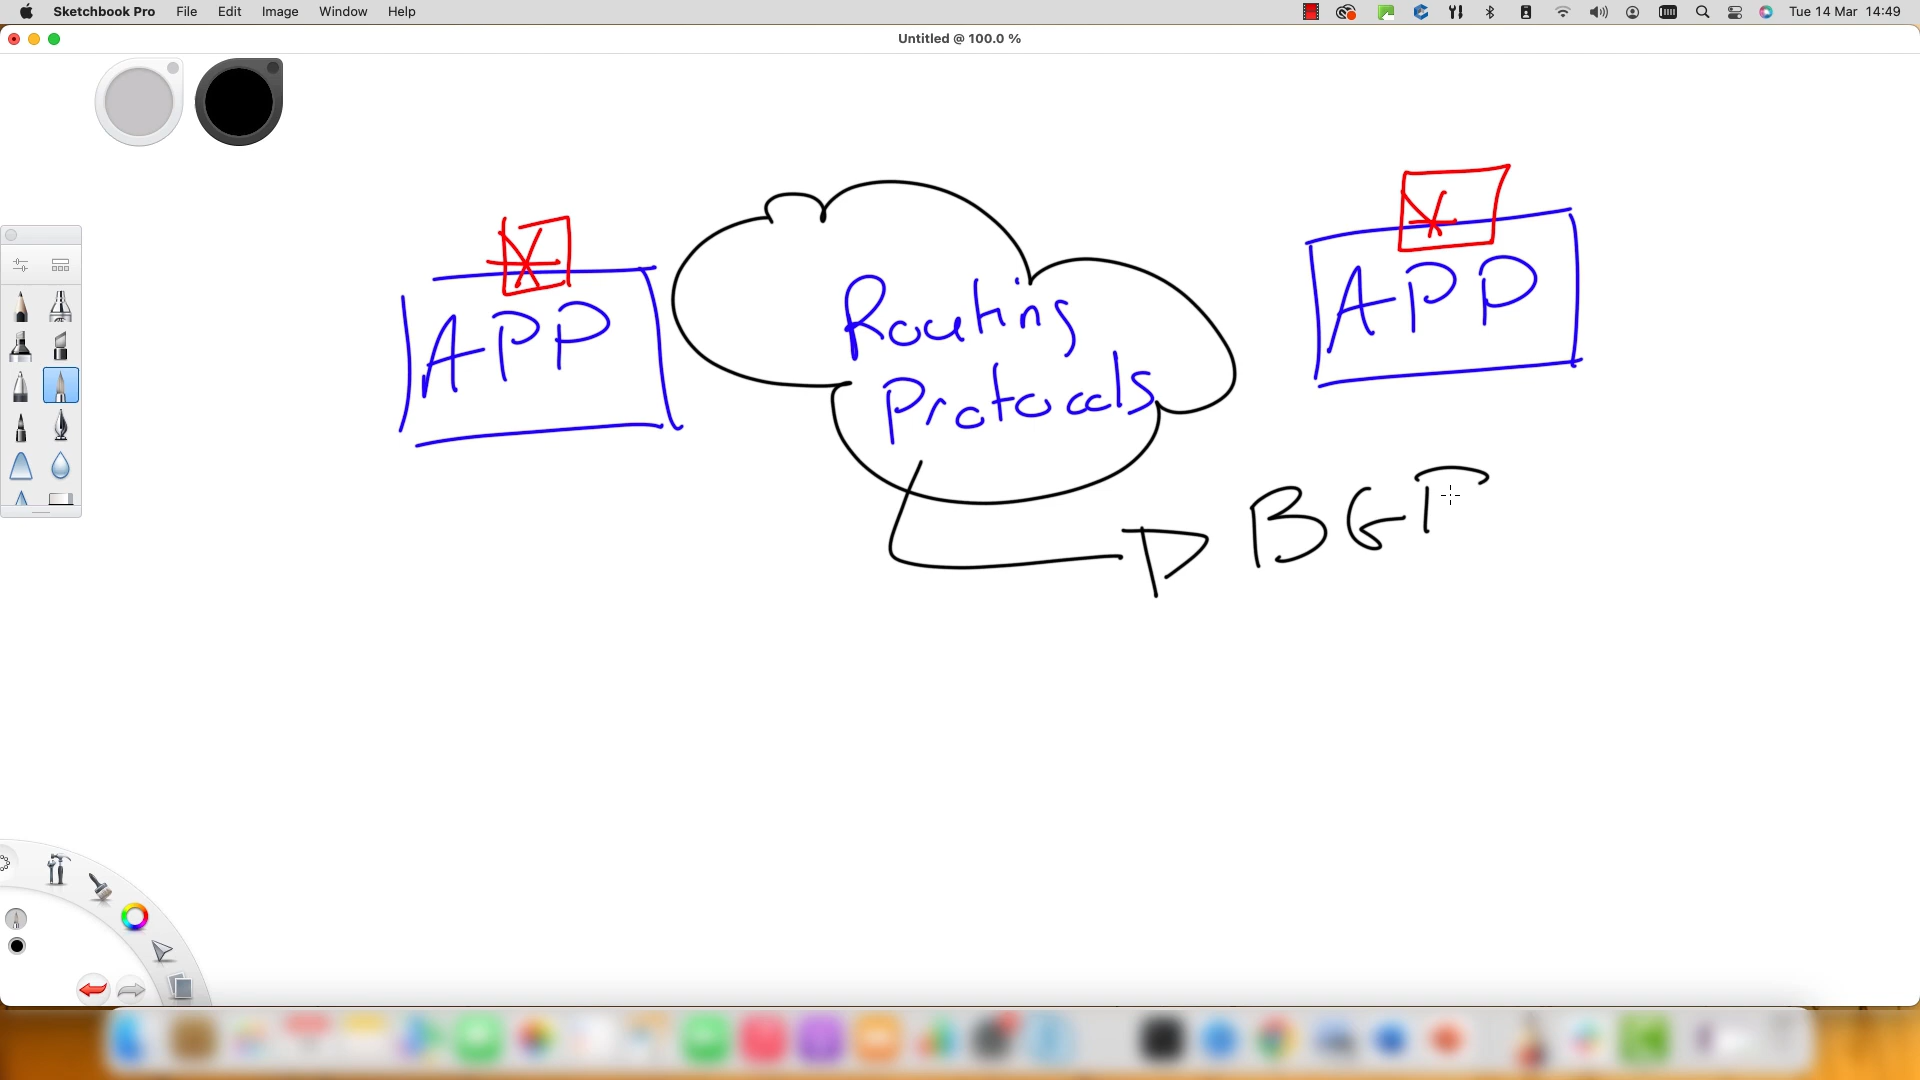 Sketchbook Pro File Edit Image Window Help Tue 14 Mar 14:49
Untitled @ 100.0 %
APP
Routing
Protocols
APP
BGP